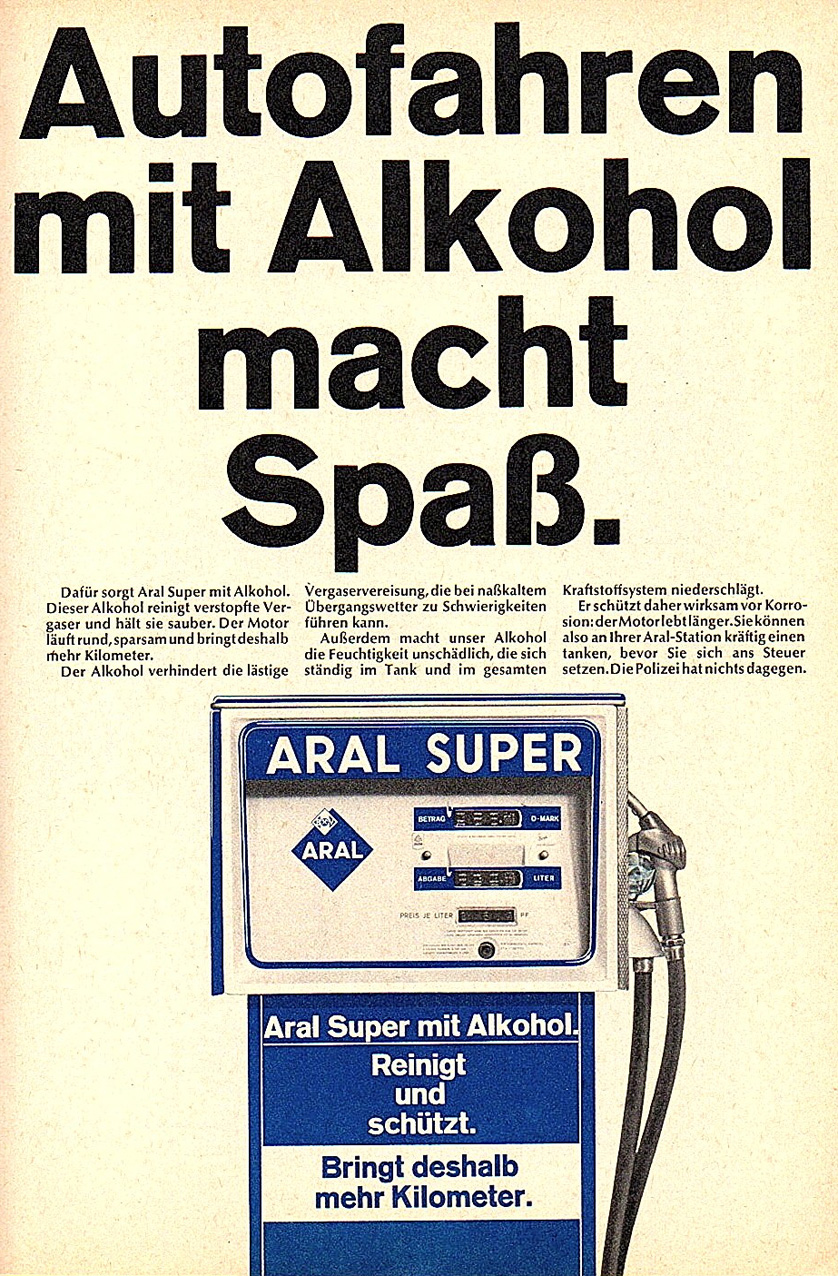 Autofahren
mit Alkohol
macht
Spaß.
Dafür sorgt Aral Super mit Alkohol.
Dieser Alkohol reinigt verstopfte Ver-
gaser und hält sie sauber. Der Motor
läuft rund, sparsam und bringt deshalb
mehr Kilometer.
Der Alkohol verhindert die lästige
Vergaservereisung, die bei naßkaltem
Übergangswetter zu Schwierigkeiten
führen kann.
Außerdem macht unser Alkohol
die Feuchtigkeit unschädlich, die sich
ständig im Tank und im gesamten
Kraftstoffsystem niederschlägt.
Er schützt daher wirksam vor Korro-
sion: der Motor lebt länger. Sie können
also an Ihrer Aral-Station kräftig einen
tanken, bevor Sie sich ans Steuer
setzen. Die Polizei hat nichts dagegen.
ARAL SUPER
BETRAG D-MARK
ARAL
ABGABE LITER
PREIS JE LITER PF
Aral Super mit Alkohol.
Reinigt
und
schützt.
Bringt deshalb
mehr Kilometer.